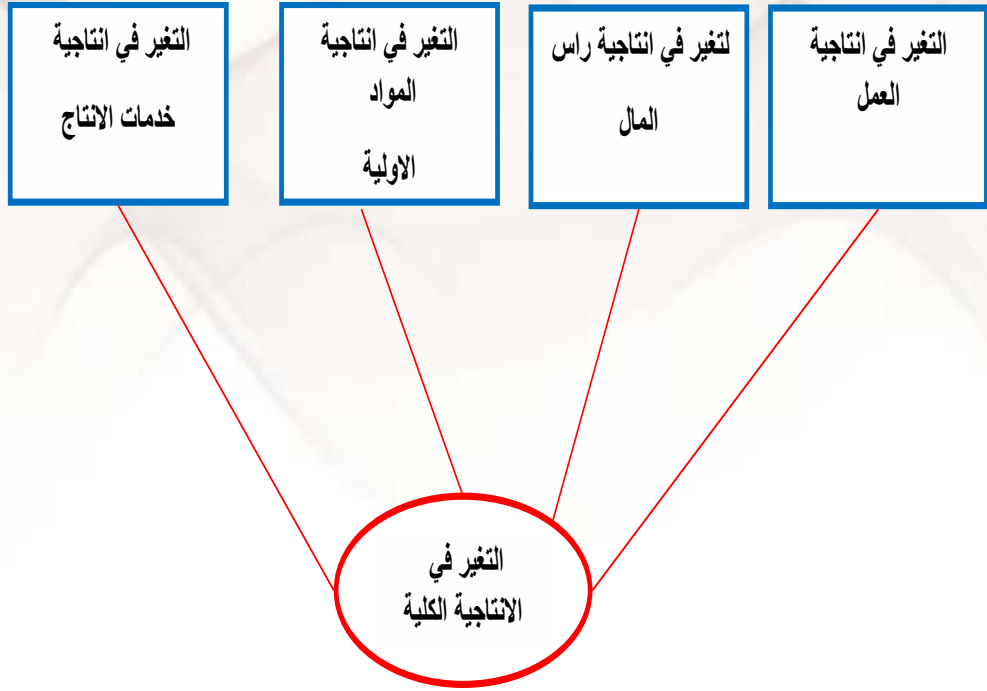 التغير في انتاجية
العمل
لتغير في انتاجية راس
المال
التغير في انتاجية
المواد
الاولية
التغير في انتاجية
خدمات الانتاج
التغير في
الانتاجية الكلية